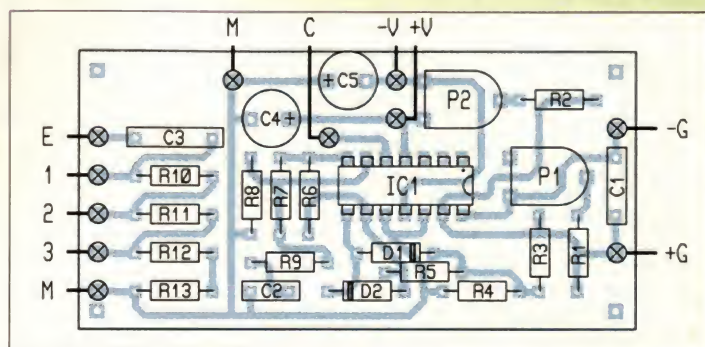 M C -V +V
+ C5
P2
R2
C4 +
E C3 -G
1 R10 IC1 P1 C1
2 R11 R8 R7 R6
3 R12 D1 R3 R1 +G
R9 R5
M R13 C2 D2 R4